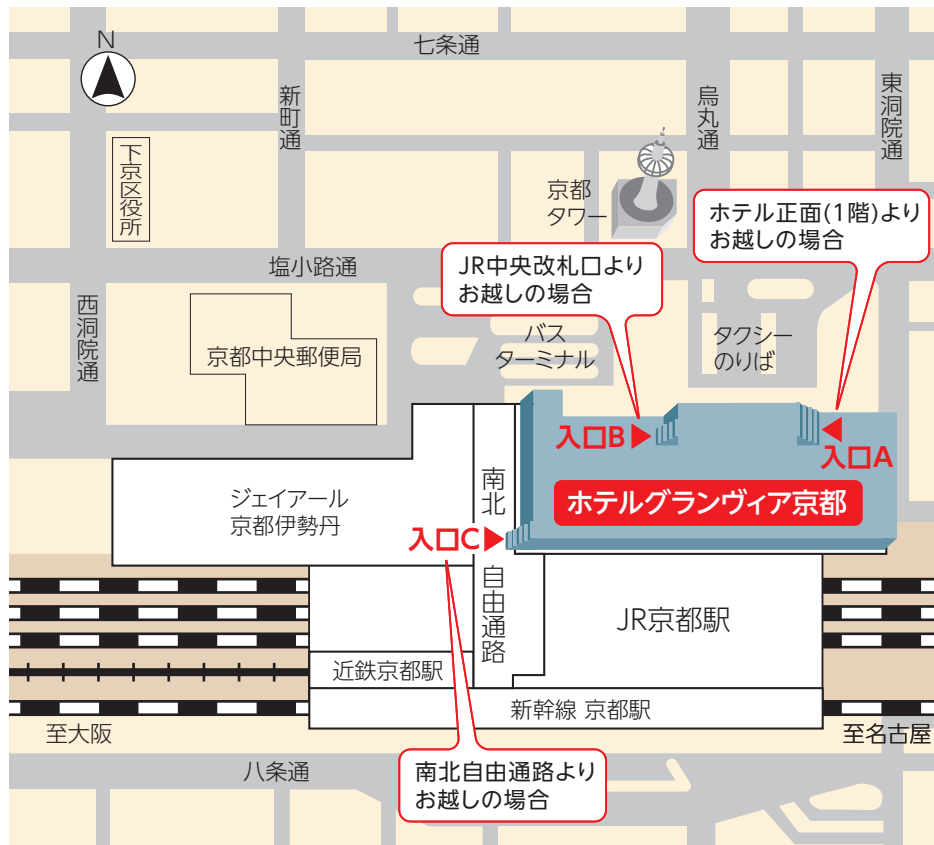 N
七条通
新町通
烏丸通
東洞院通
下京区役所
京都
タワー
ホテル正面(1階)より
お越しの場合
塩小路通
JR中央改札口より
お越しの場合
西洞院通
京都中央郵便局
バス
ターミナル
タクシー
のりば
入口B
入口A
南北自由通路
ジェイアール
京都伊勢丹
ホテルグランヴィア京都
入口C
JR京都駅
近鉄京都駅
新幹線 京都駅
至大阪
至名古屋
八条通
南北自由通路より
お越しの場合